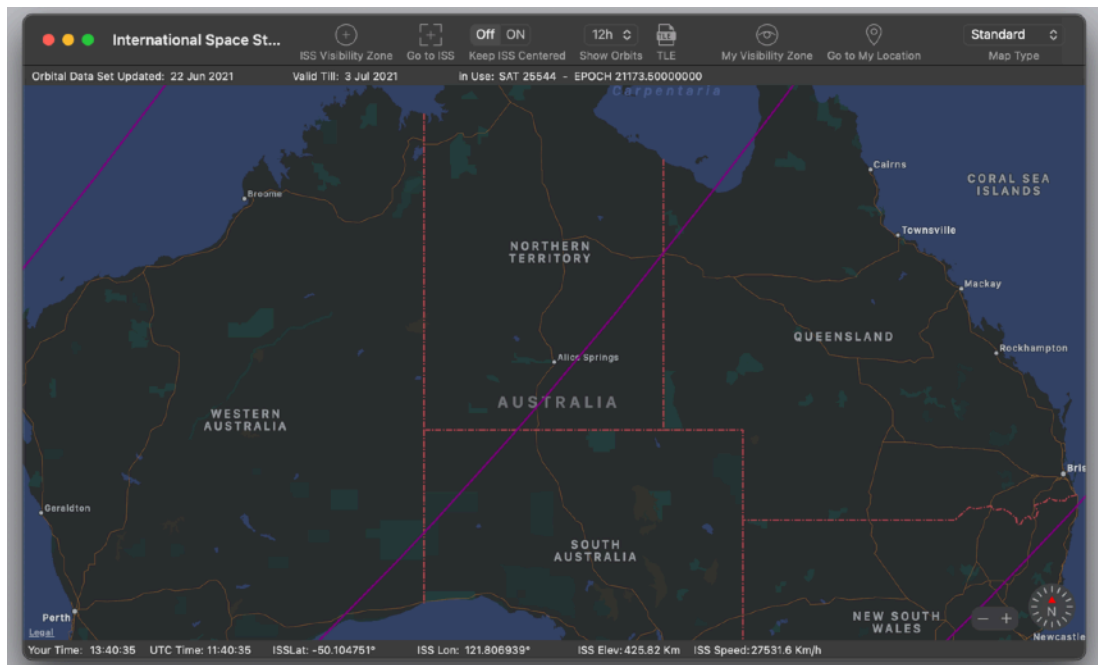 International Space St...
ISS Visibility Zone
Go to ISS
Off ON
Keep ISS Centered
12h
Show Orbits
TLE
TLE
My Visibility Zone
Go to My Location
Standard
Map Type
Orbital Data Set Updated: 22 Jun 2021 Valid Till: 3 Jul 2021 in Use: SAT 25544 - EPOCH 21173.50000000
Carpentaria
Cairns
CORAL SEA
ISLANDS
Broome
Townsville
NORTHERN
TERRITORY
Mackay
QUEENSLAND
Rockhampton
Alice Springs
AUSTRALIA
WESTERN
AUSTRALIA
Bris
Geraldton
SOUTH
AUSTRALIA
Perth
NEW SOUTH
WALES
N
Newcastle
Legal
Your Time: 13:40:35 UTC Time: 11:40:35 ISSLat: -50.104751° ISS Lon: 121.806939° ISS Elev: 425.82 Km ISS Speed: 27531.6 Km/h